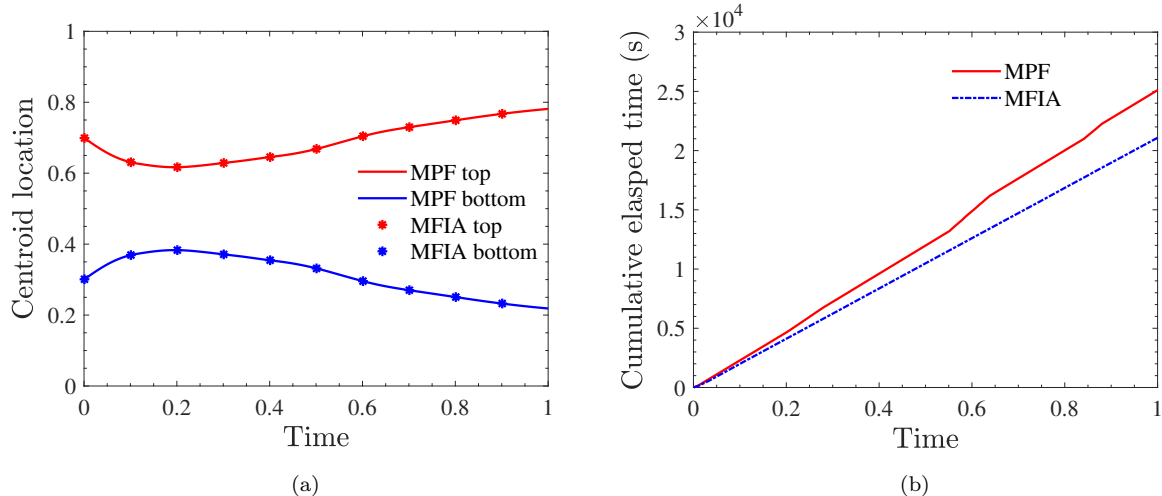 1
0.8
0.6
0.4
0.2
0
Centroid location
MPF top
MPF bottom
MFIA top
MFIA bottom
0 0.2 0.4 0.6 0.8 1
Time
(a)
×10⁴
3
2.5
2
1.5
1
0.5
0
Cumulative elasped time (s)
MPF
MFIA
0 0.2 0.4 0.6 0.8 1
Time
(b)